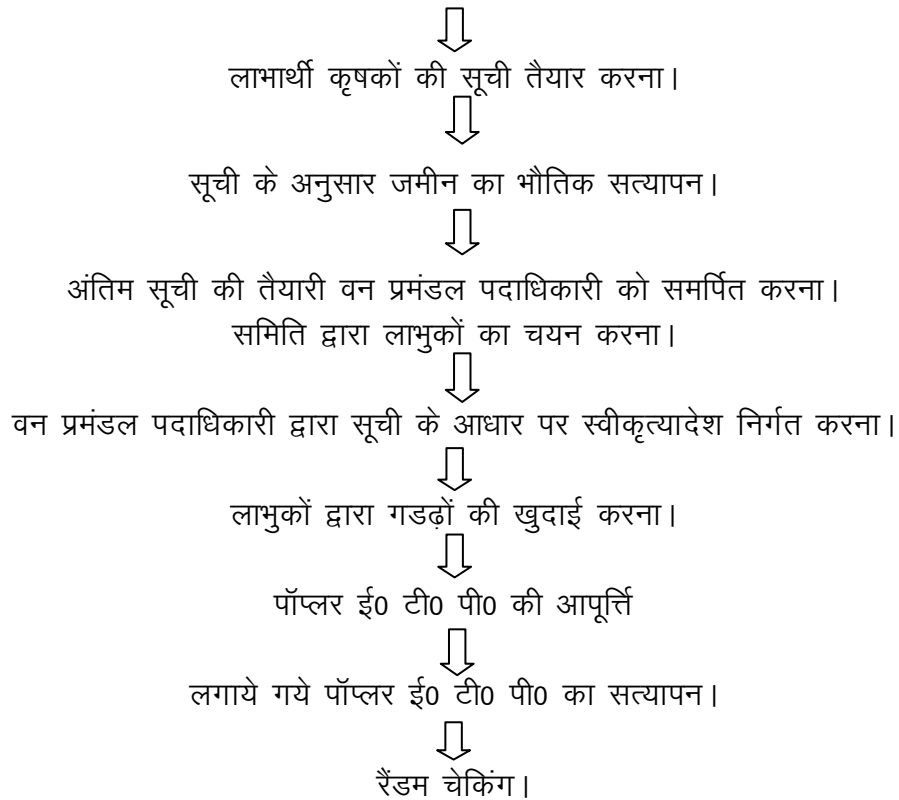 लाभार्थी कृषकों की सूची तैयार करना।
सूची के अनुसार जमीन का भौतिक सत्यापन।
अंतिम सूची की तैयारी वन प्रमंडल पदाधिकारी को समर्पित करना।
समिति द्वारा लाभुकों का चयन करना।
वन प्रमंडल पदाधिकारी द्वारा सूची के आधार पर स्वीकृत्यादेश निर्गत करना।
लाभुकों द्वारा गडढ़ों की खुदाई करना।
पॉप्लर ई0 टी0 पी0 की आपूर्त्ति
लगाये गये पॉप्लर ई0 टी0 पी0 का सत्यापन।
रैंडम चेकिंग।